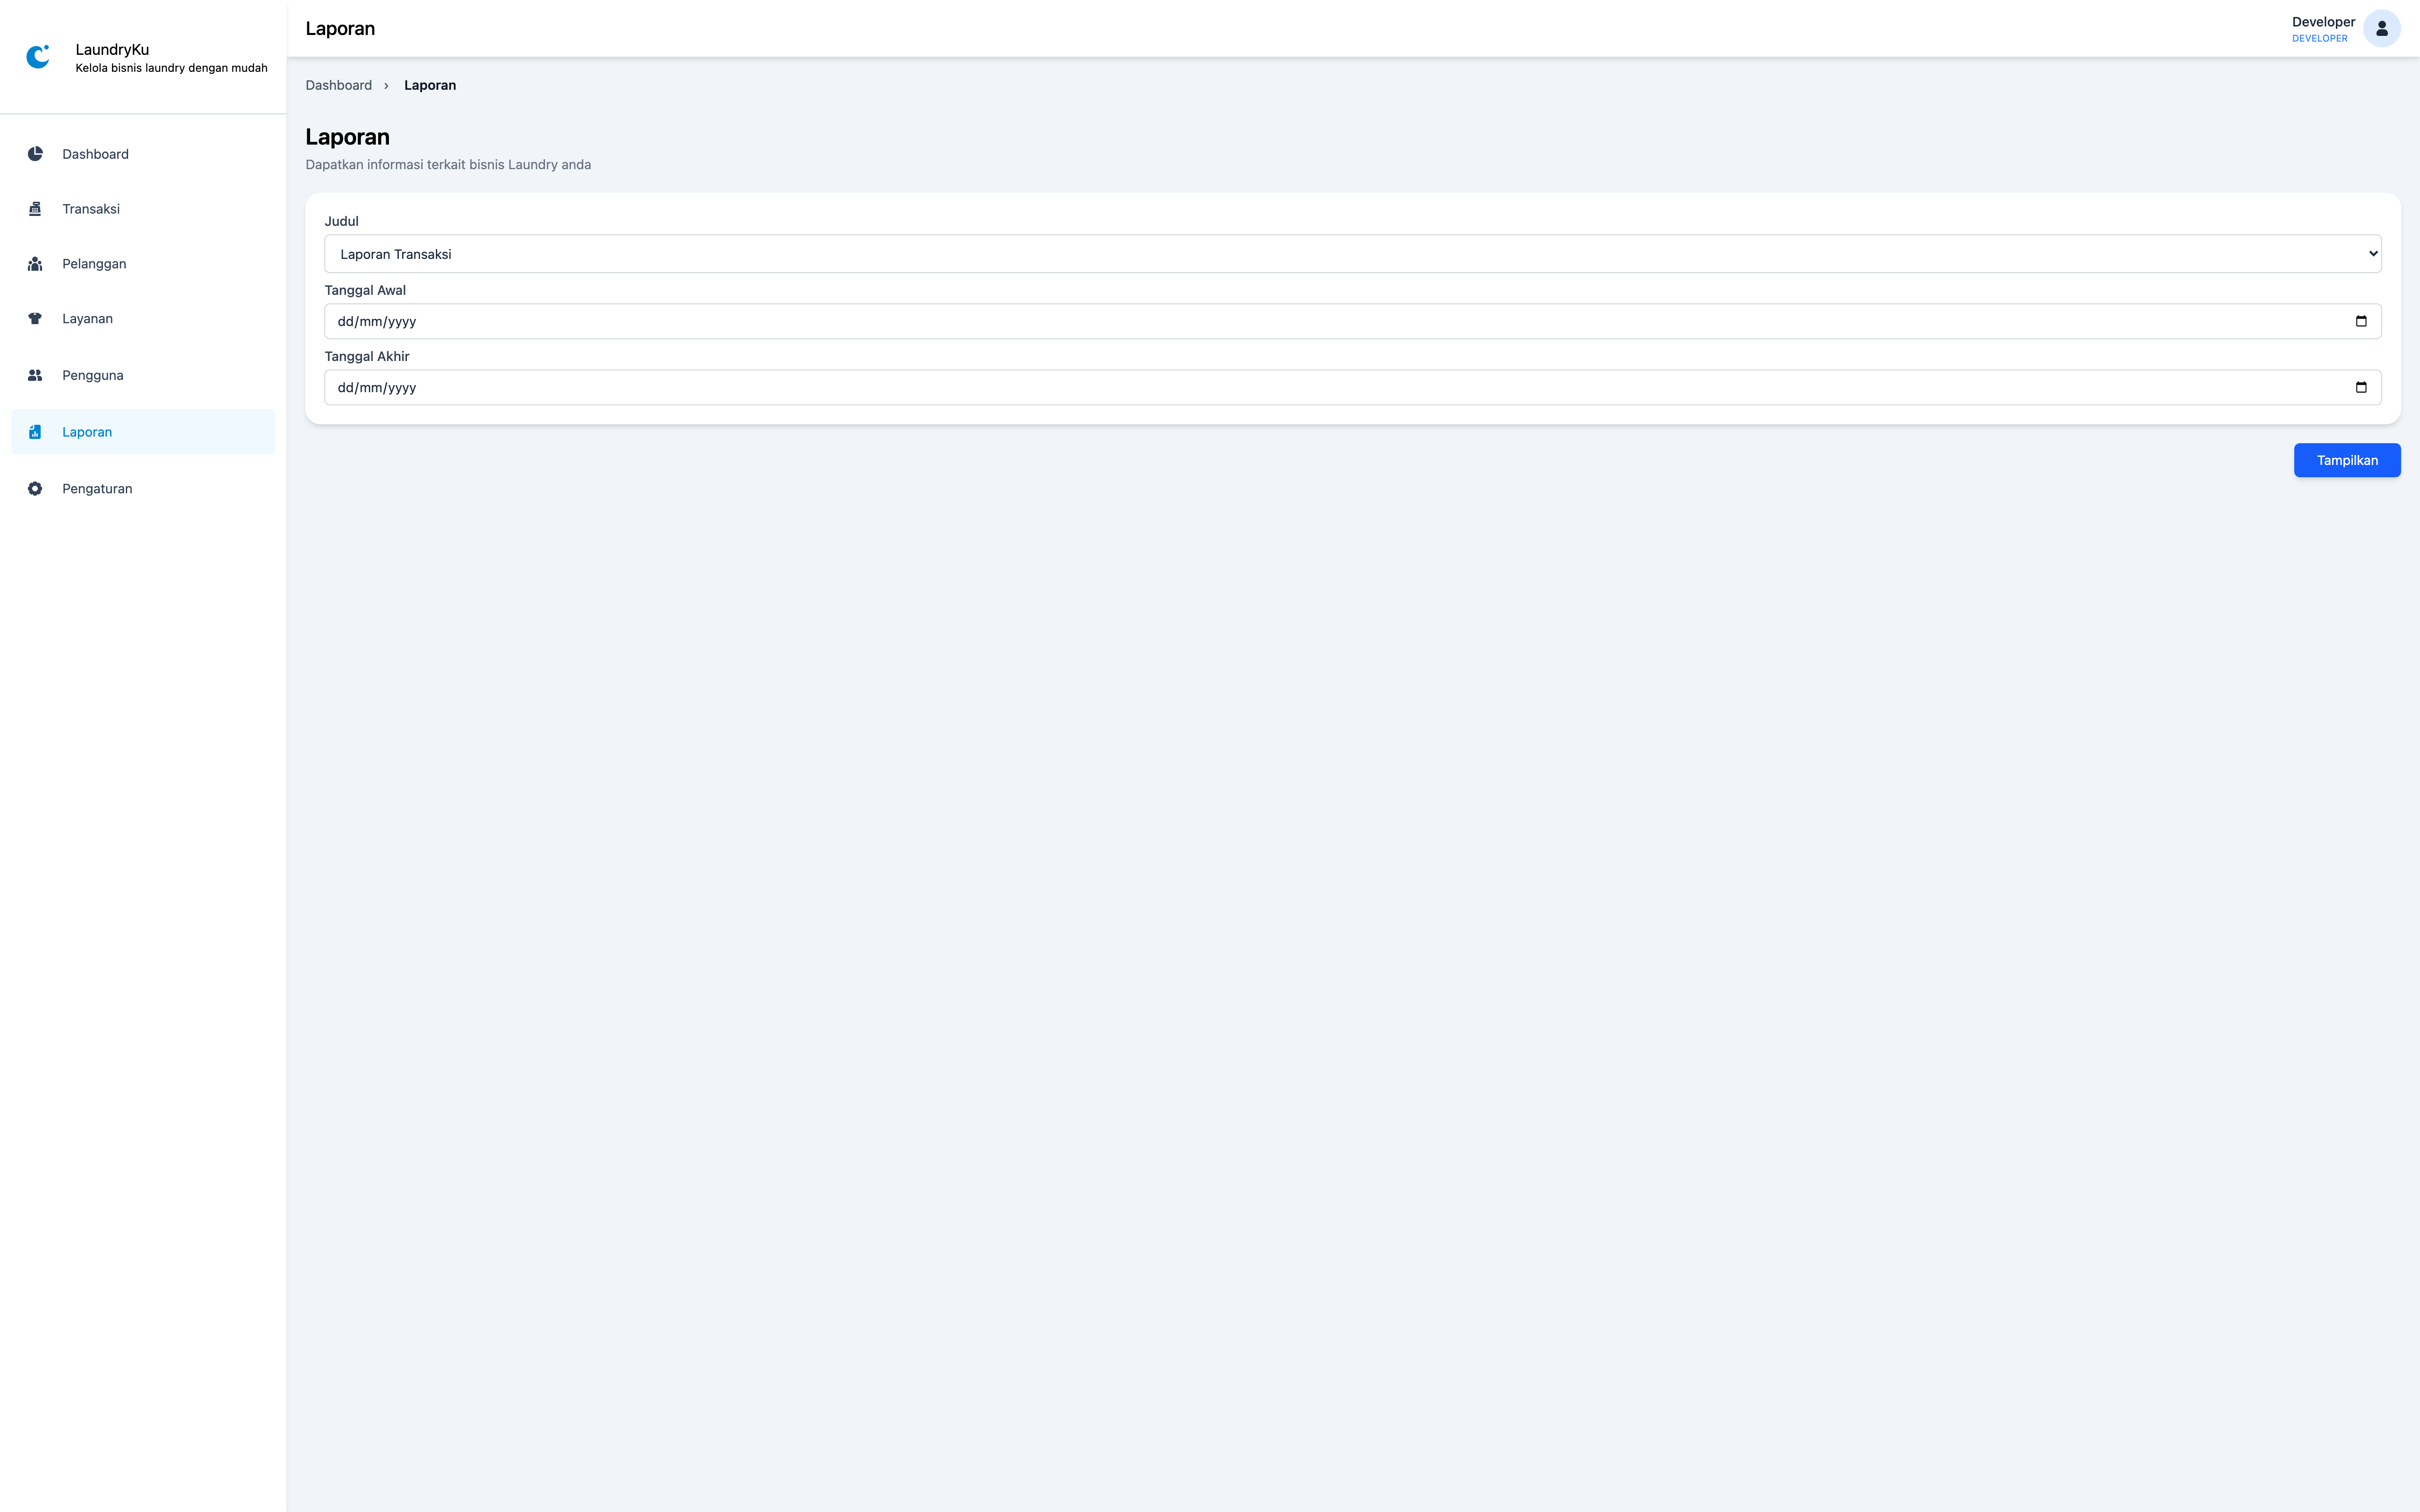 LaundryKu
Kelola bisnis laundry dengan mudah
Dashboard
Transaksi
Pelanggan
Layanan
Pengguna
Laporan
Pengaturan
Laporan
Developer
DEVELOPER
Dashboard › Laporan
Laporan
Dapatkan informasi terkait bisnis Laundry anda
Judul
Laporan Transaksi
Tanggal Awal
dd/mm/yyyy
Tanggal Akhir
dd/mm/yyyy
Tampilkan